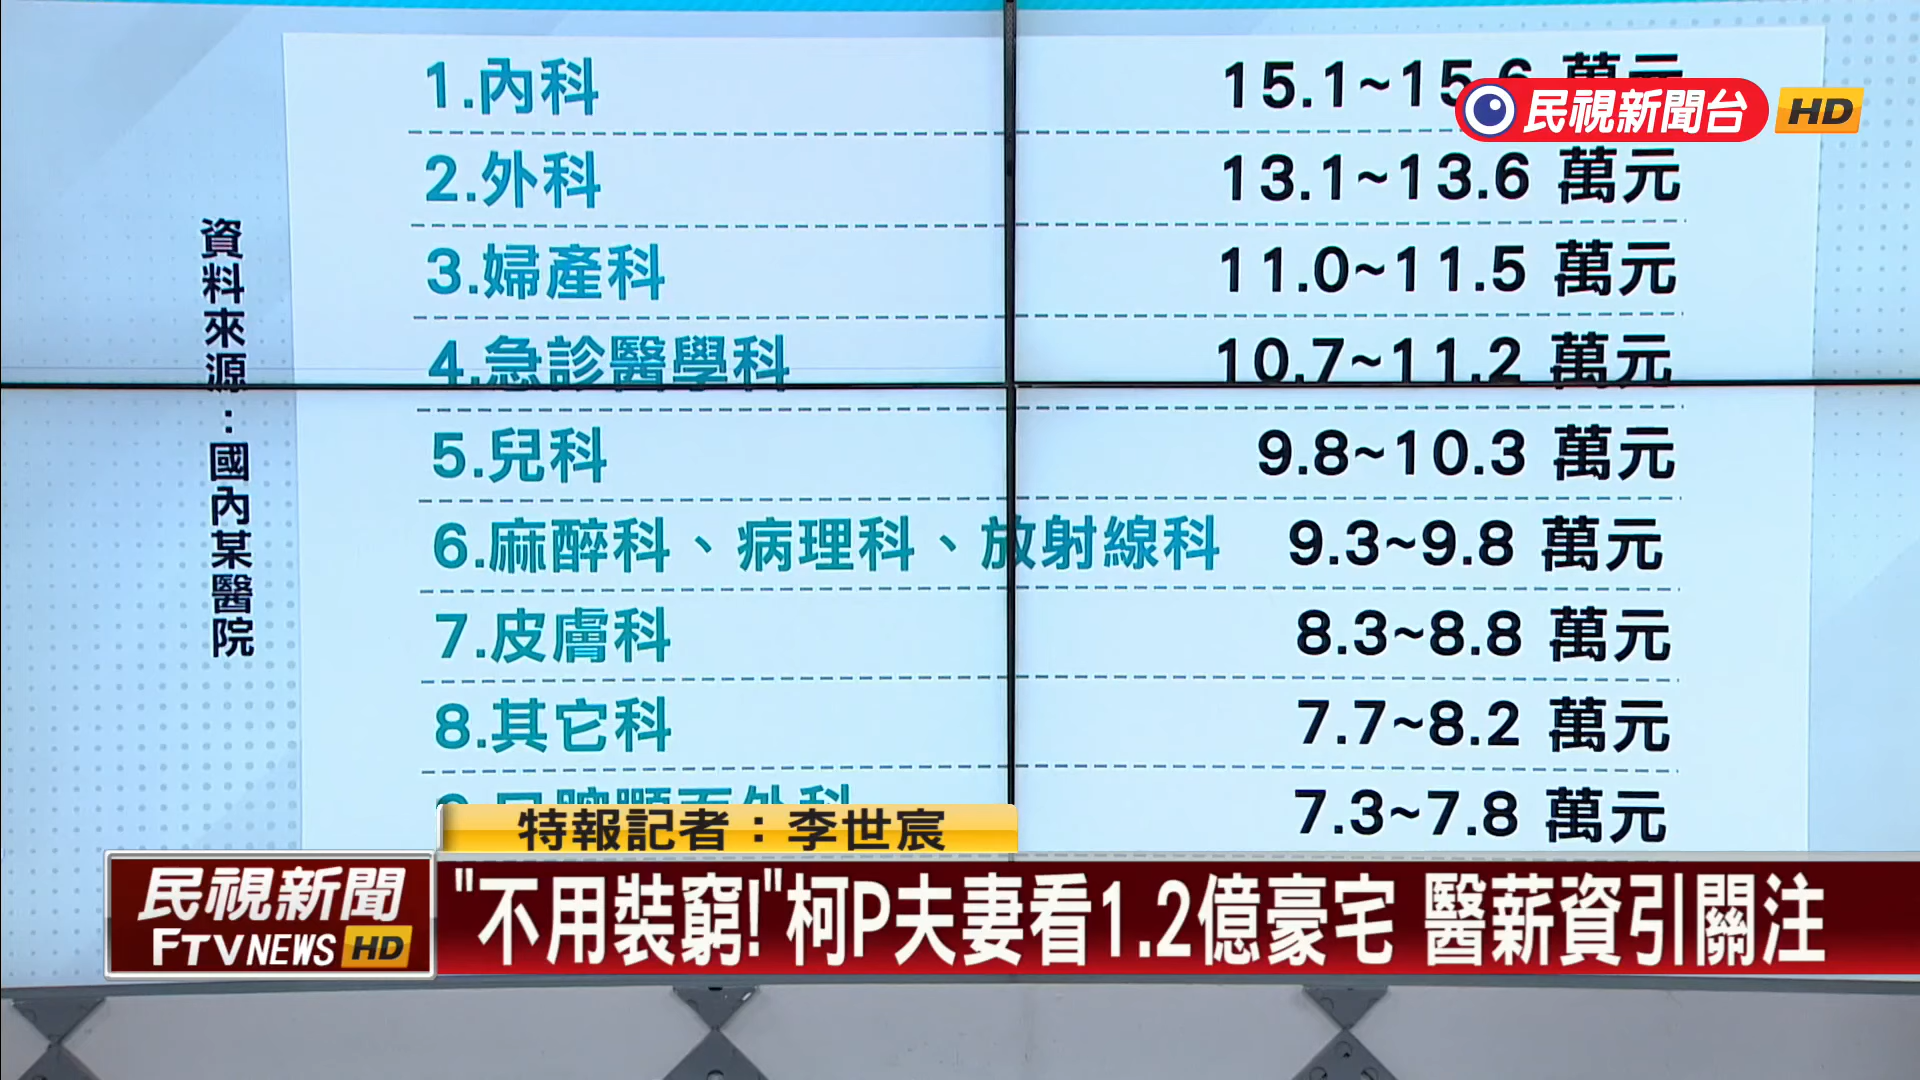 1.內科 15.1~15.6 萬元
民視新聞台 HD
2.外科 13.1~13.6 萬元
3.婦產科 11.0~11.5 萬元
4.急診醫學科 10.7~11.2 萬元
5.兒科 9.8~10.3 萬元
6.麻醉科、病理科、放射線科 9.3~9.8 萬元
7.皮膚科 8.3~8.8 萬元
8.其它科 7.7~8.2 萬元
7.3~7.8 萬元
資料來源:國內某醫院
特報記者：李世宸
民視新聞
FTVNEWS HD
"不用裝窮!"柯P夫妻看1.2億豪宅 醫薪資引關注